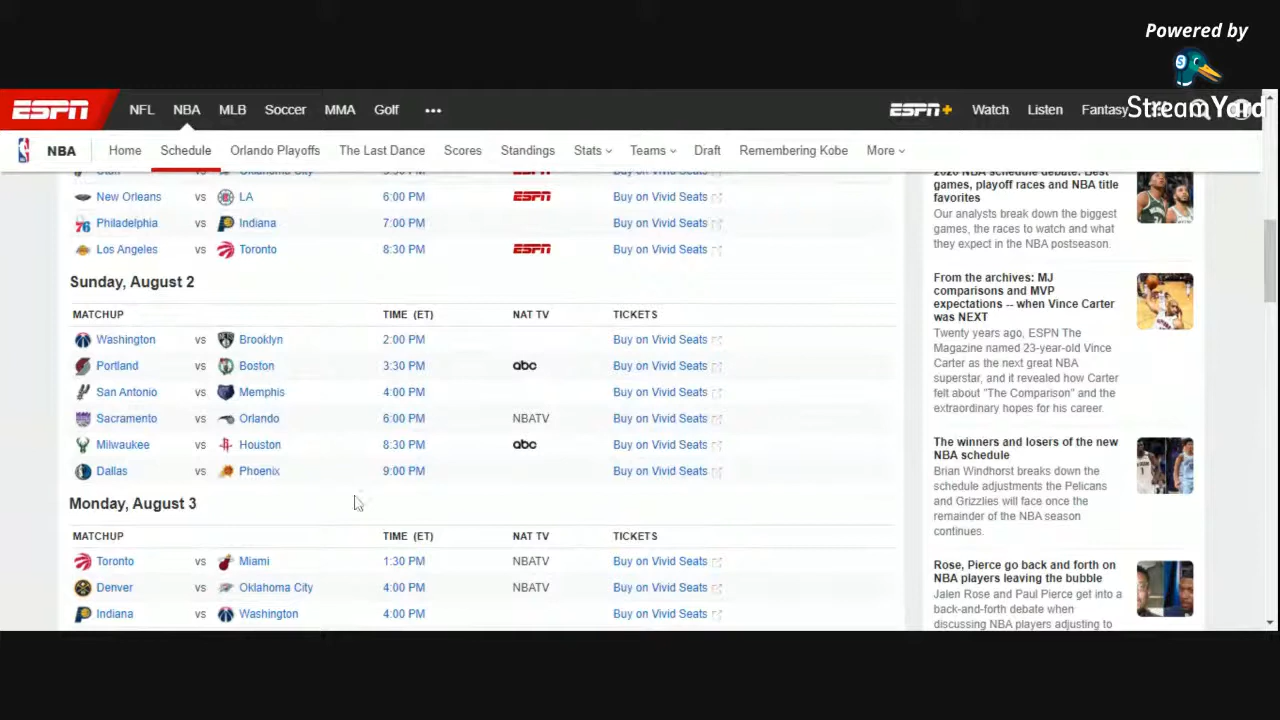 Powered by
StreamYard
ESPN NFL NBA MLB Soccer MMA Golf ••• ESPN+ Watch Listen Fantasy
NBA Home Schedule Orlando Playoffs The Last Dance Scores Standings Stats Teams Draft Remembering Kobe More
Utah vs Oklahoma City 3:30 PM ESPN Buy on Vivid Seats
New Orleans vs LA 6:00 PM ESPN Buy on Vivid Seats
Philadelphia vs Indiana 7:00 PM Buy on Vivid Seats
Los Angeles vs Toronto 8:30 PM ESPN Buy on Vivid Seats
Sunday, August 2
MATCHUP TIME (ET) NAT TV TICKETS
Washington vs Brooklyn 2:00 PM Buy on Vivid Seats
Portland vs Boston 3:30 PM abc Buy on Vivid Seats
San Antonio vs Memphis 4:00 PM Buy on Vivid Seats
Sacramento vs Orlando 6:00 PM NBATV Buy on Vivid Seats
Milwaukee vs Houston 8:30 PM abc Buy on Vivid Seats
Dallas vs Phoenix 9:00 PM Buy on Vivid Seats
Monday, August 3
MATCHUP TIME (ET) NAT TV TICKETS
Toronto vs Miami 1:30 PM NBATV Buy on Vivid Seats
Denver vs Oklahoma City 4:00 PM NBATV Buy on Vivid Seats
Indiana vs Washington 4:00 PM Buy on Vivid Seats
2020 NBA schedule debate: Best
games, playoff races and NBA title
favorites
Our analysts break down the biggest
games, the races to watch and what
they expect in the NBA postseason.
From the archives: MJ
comparisons and MVP
expectations -- when Vince Carter
was NEXT
Twenty years ago, ESPN The
Magazine named 23-year-old Vince
Carter as the next great NBA
superstar, and it revealed how Carter
felt about "The Comparison" and the
extraordinary hopes for his career.
The winners and losers of the new
NBA schedule
Brian Windhorst breaks down the
schedule adjustments the Pelicans
and Grizzlies will face once the
remainder of the NBA season
continues.
Rose, Pierce go back and forth on
NBA players leaving the bubble
Jalen Rose and Paul Pierce get into a
back-and-forth debate when
discussing NBA players adjusting to